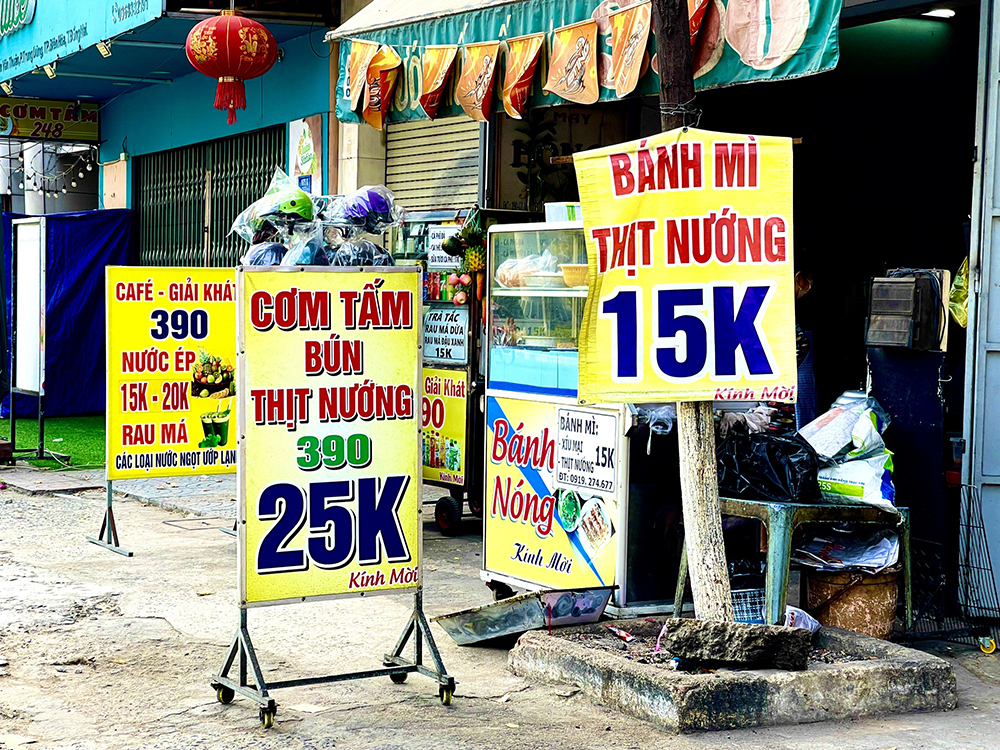 CƠM TẤM
248
CAFÉ - GIẢI KHÁT
390
NƯỚC ÉP
15K - 20K
RAU MÁ
CÁC LOẠI NƯỚC NGỌT ƯỚP LẠNH
CƠM TẤM
BÚN
THỊT NƯỚNG
390
25K
Kính Mời
TRÀ TẮC
RAU MÁ DỪA
RAU MÁ ĐẬU XANH
15K
Giải Khát
90
Bánh
Nóng
Kính Mời
BÁNH MÌ:
- XÍU MẠI
- THỊT NƯỚNG
15K
ĐT: 0919.274.677
BÁNH MÌ
THỊT NƯỚNG
15K
Kính Mời
MAY